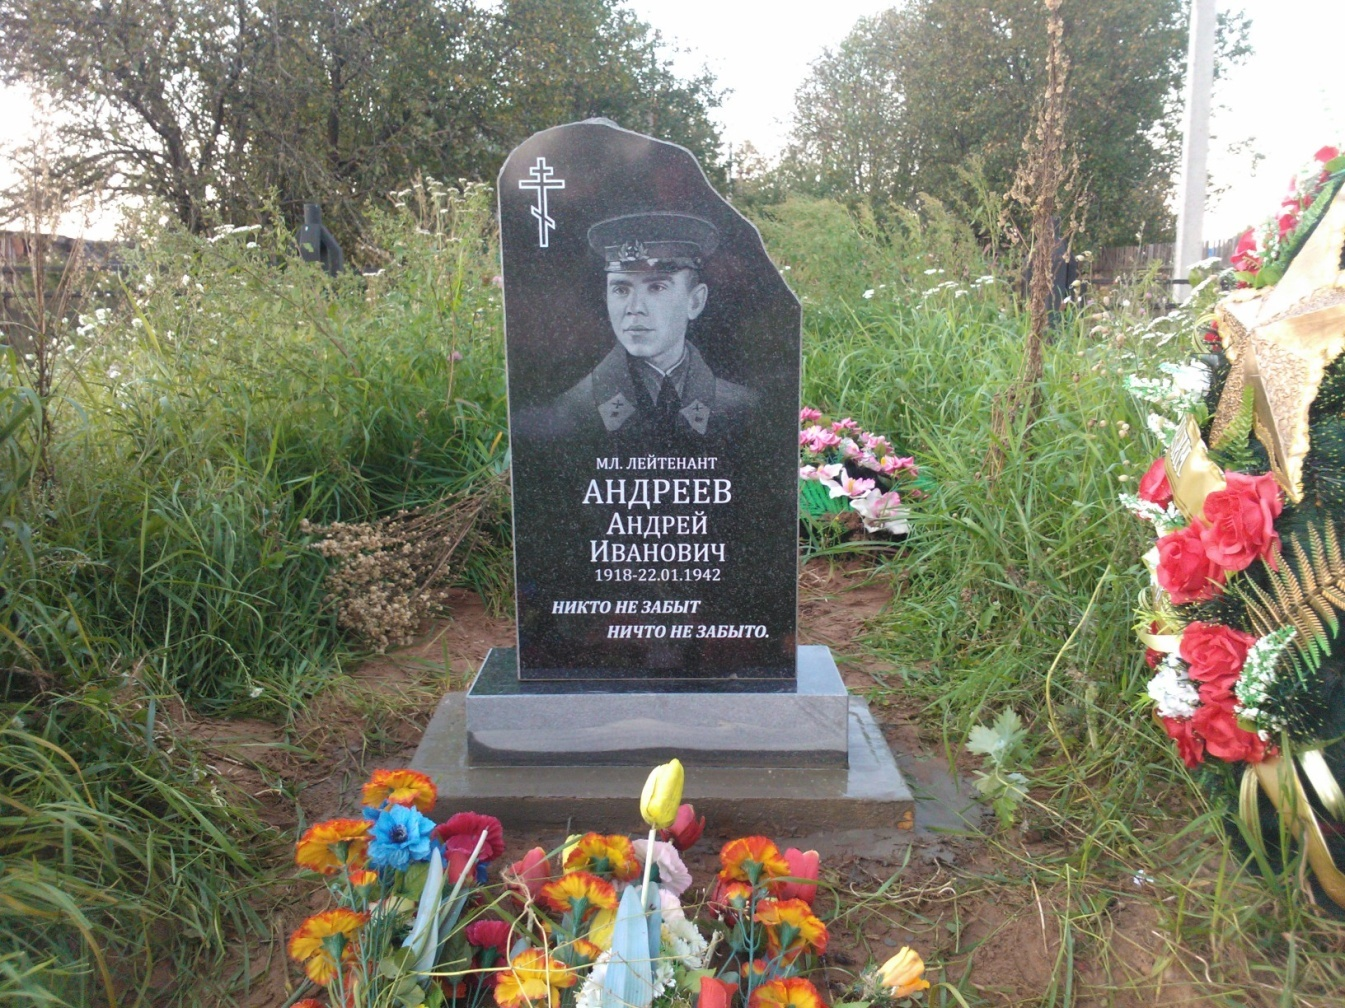 МЛ. ЛЕЙТЕНАНТ
АНДРЕЕВ
АНДРЕЙ
ИВАНОВИЧ
1918-22.01.1942
НИКТО НЕ ЗАБЫТ
НИЧТО НЕ ЗАБЫТО.